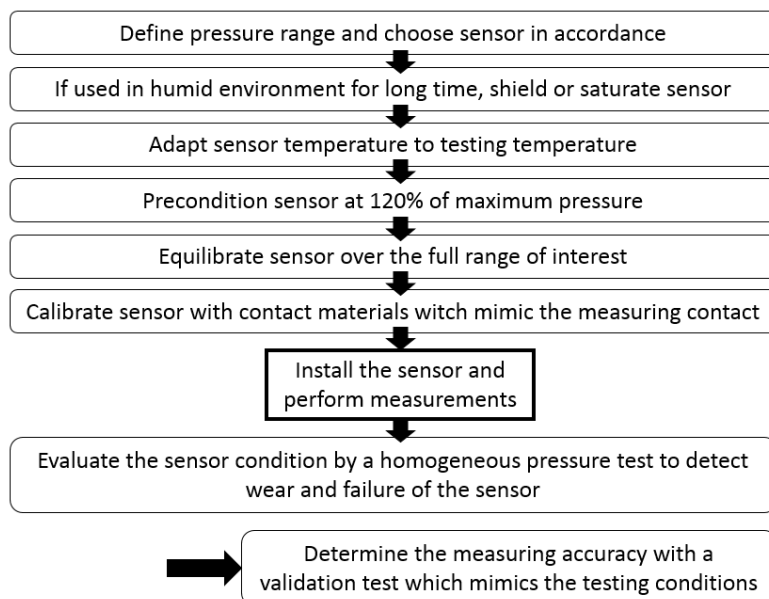 Define pressure range and choose sensor in accordance
If used in humid environment for long time, shield or saturate sensor
Adapt sensor temperature to testing temperature
Precondition sensor at 120% of maximum pressure
Equilibrate sensor over the full range of interest
Calibrate sensor with contact materials witch mimic the measuring contact
Install the sensor and
perform measurements
Evaluate the sensor condition by a homogeneous pressure test to detect
wear and failure of the sensor
Determine the measuring accuracy with a
validation test which mimics the testing conditions